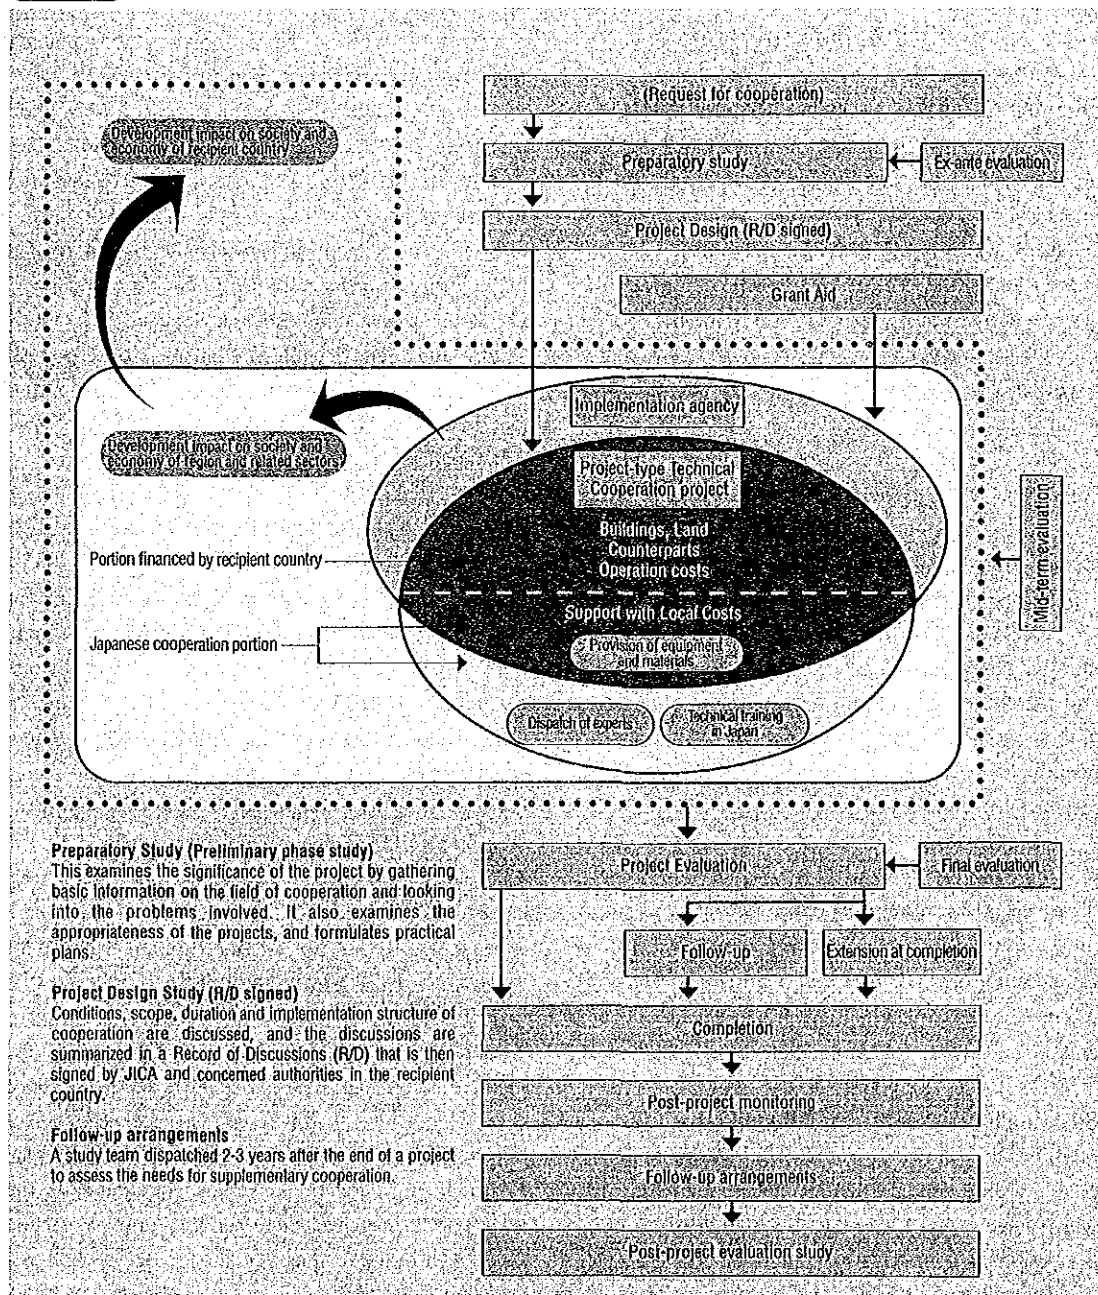 (Request for cooperation)
Development impact on society and
economy of recipient country
Preparatory study
Ex-ante evaluation
Project Design (R/D signed)
Grant Aid
Implementation agency
Development impact on society and
economy of region and related sectors
Project-type Technical
Cooperation project
Buildings, Land
Counterparts
Operation costs
Portion financed by recipient country
Mid-term evaluation
Support with Local Costs
Japanese cooperation portion
Provision of equipment
and materials
Dispatch of experts
Technical training
in Japan
Preparatory Study (Preliminary phase study)
This examines the significance of the project by gathering
basic information on the field of cooperation and looking
into the problems involved. It also examines the
appropriateness of the projects, and formulates practical
plans.
Project Design Study (R/D signed)
Conditions, scope, duration and implementation structure of
cooperation are discussed, and the discussions are
summarized in a Record of Discussions (R/D) that is then
signed by JICA and concerned authorities in the recipient
country.
Follow-up arrangements
A study team dispatched 2-3 years after the end of a project
to assess the needs for supplementary cooperation.
Project Evaluation
Final evaluation
Follow-up
Extension at completion
Completion
Post-project monitoring
Follow-up arrangements
Post-project evaluation study